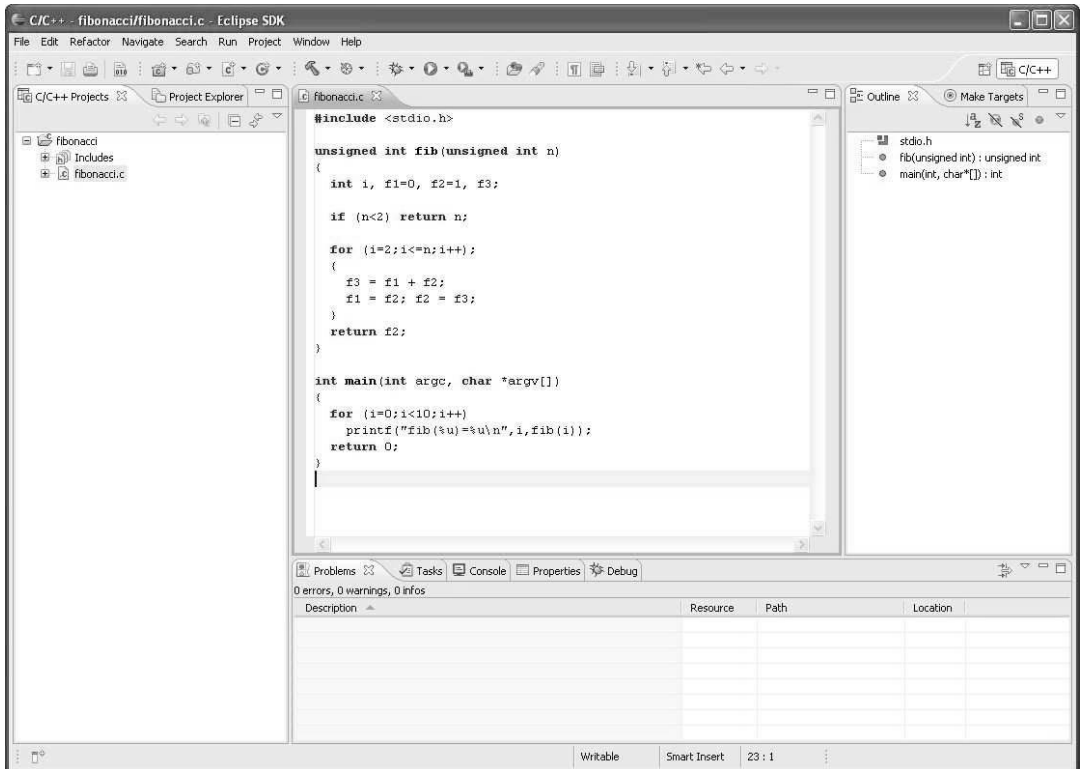 C/C++ - fibonacci/fibonacci.c - Eclipse SDK
File Edit Refactor Navigate Search Run Project Window Help
C/C++
C/C++ Projects
Project Explorer
fibonacci.c
Outline
Make Targets
fibonacci
Includes
fibonacci.c
#include <stdio.h>
unsigned int fib(unsigned int n)
{
int i, f1=0, f2=1, f3;
if (n<2) return n;
for (i=2;i<=n;i++);
{
f3 = f1 + f2;
f1 = f2; f2 = f3;
}
return f2;
}
int main(int argc, char *argv[])
{
for (i=0;i<10;i++)
printf("fib(%u)=%u\n",i,fib(i));
return 0;
}
stdio.h
fib(unsigned int) : unsigned int
main(int, char*[]) : int
Problems Tasks Console Properties Debug
0 errors, 0 warnings, 0 infos
Description Resource Path Location
Writable Smart Insert 23 : 1